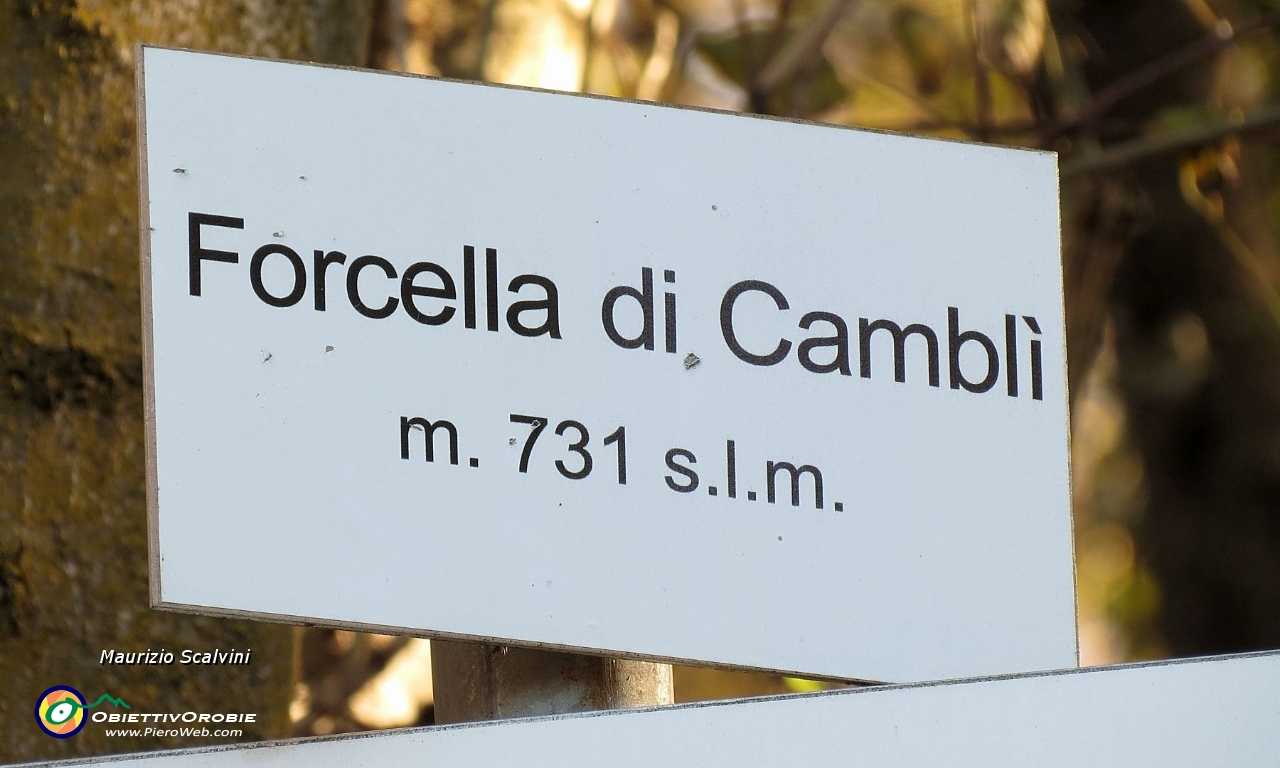 Forcella di Camblì
m. 731 s.l.m.
Maurizio Scalvini
ObiettivOrobie
www.PieroWeb.com